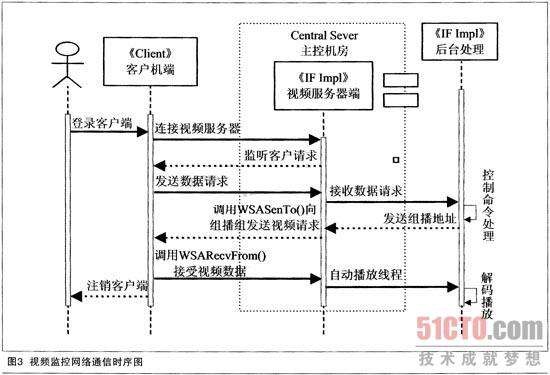 Central Sever
主控机房
《Client》
客户机端
《IF Impl》
视频服务器端
《IF Impl》
后台处理
登录客户端
连接视频服务器
监听客户请求
发送数据请求
接收数据请求
控制命令处理
调用WSASenTo()向
组播组发送视频请求
发送组播地址
调用WSARecvFrom()
接受视频数据
自动播放线程
注销客户端
解码播放
51CTO.com
技术成就梦想
图3 视频监控网络通信时序图